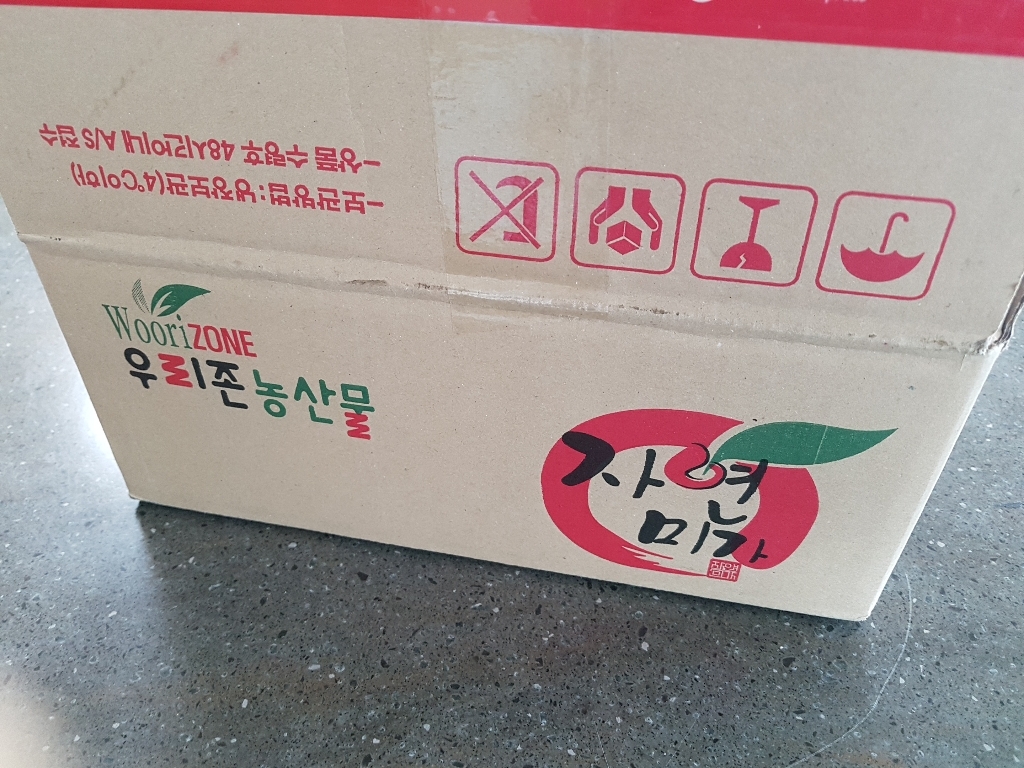 -보관방법: 냉장보관(4℃이하)
-상품 수령후 48시간이내 A/S 접수
WooriZONE
우리존 농산물
자연
미가